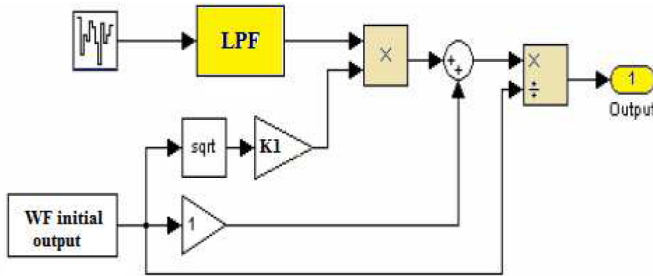 LPF
×
+
+
×
÷
1
Output
sqrt
K1
WF initial
output
1